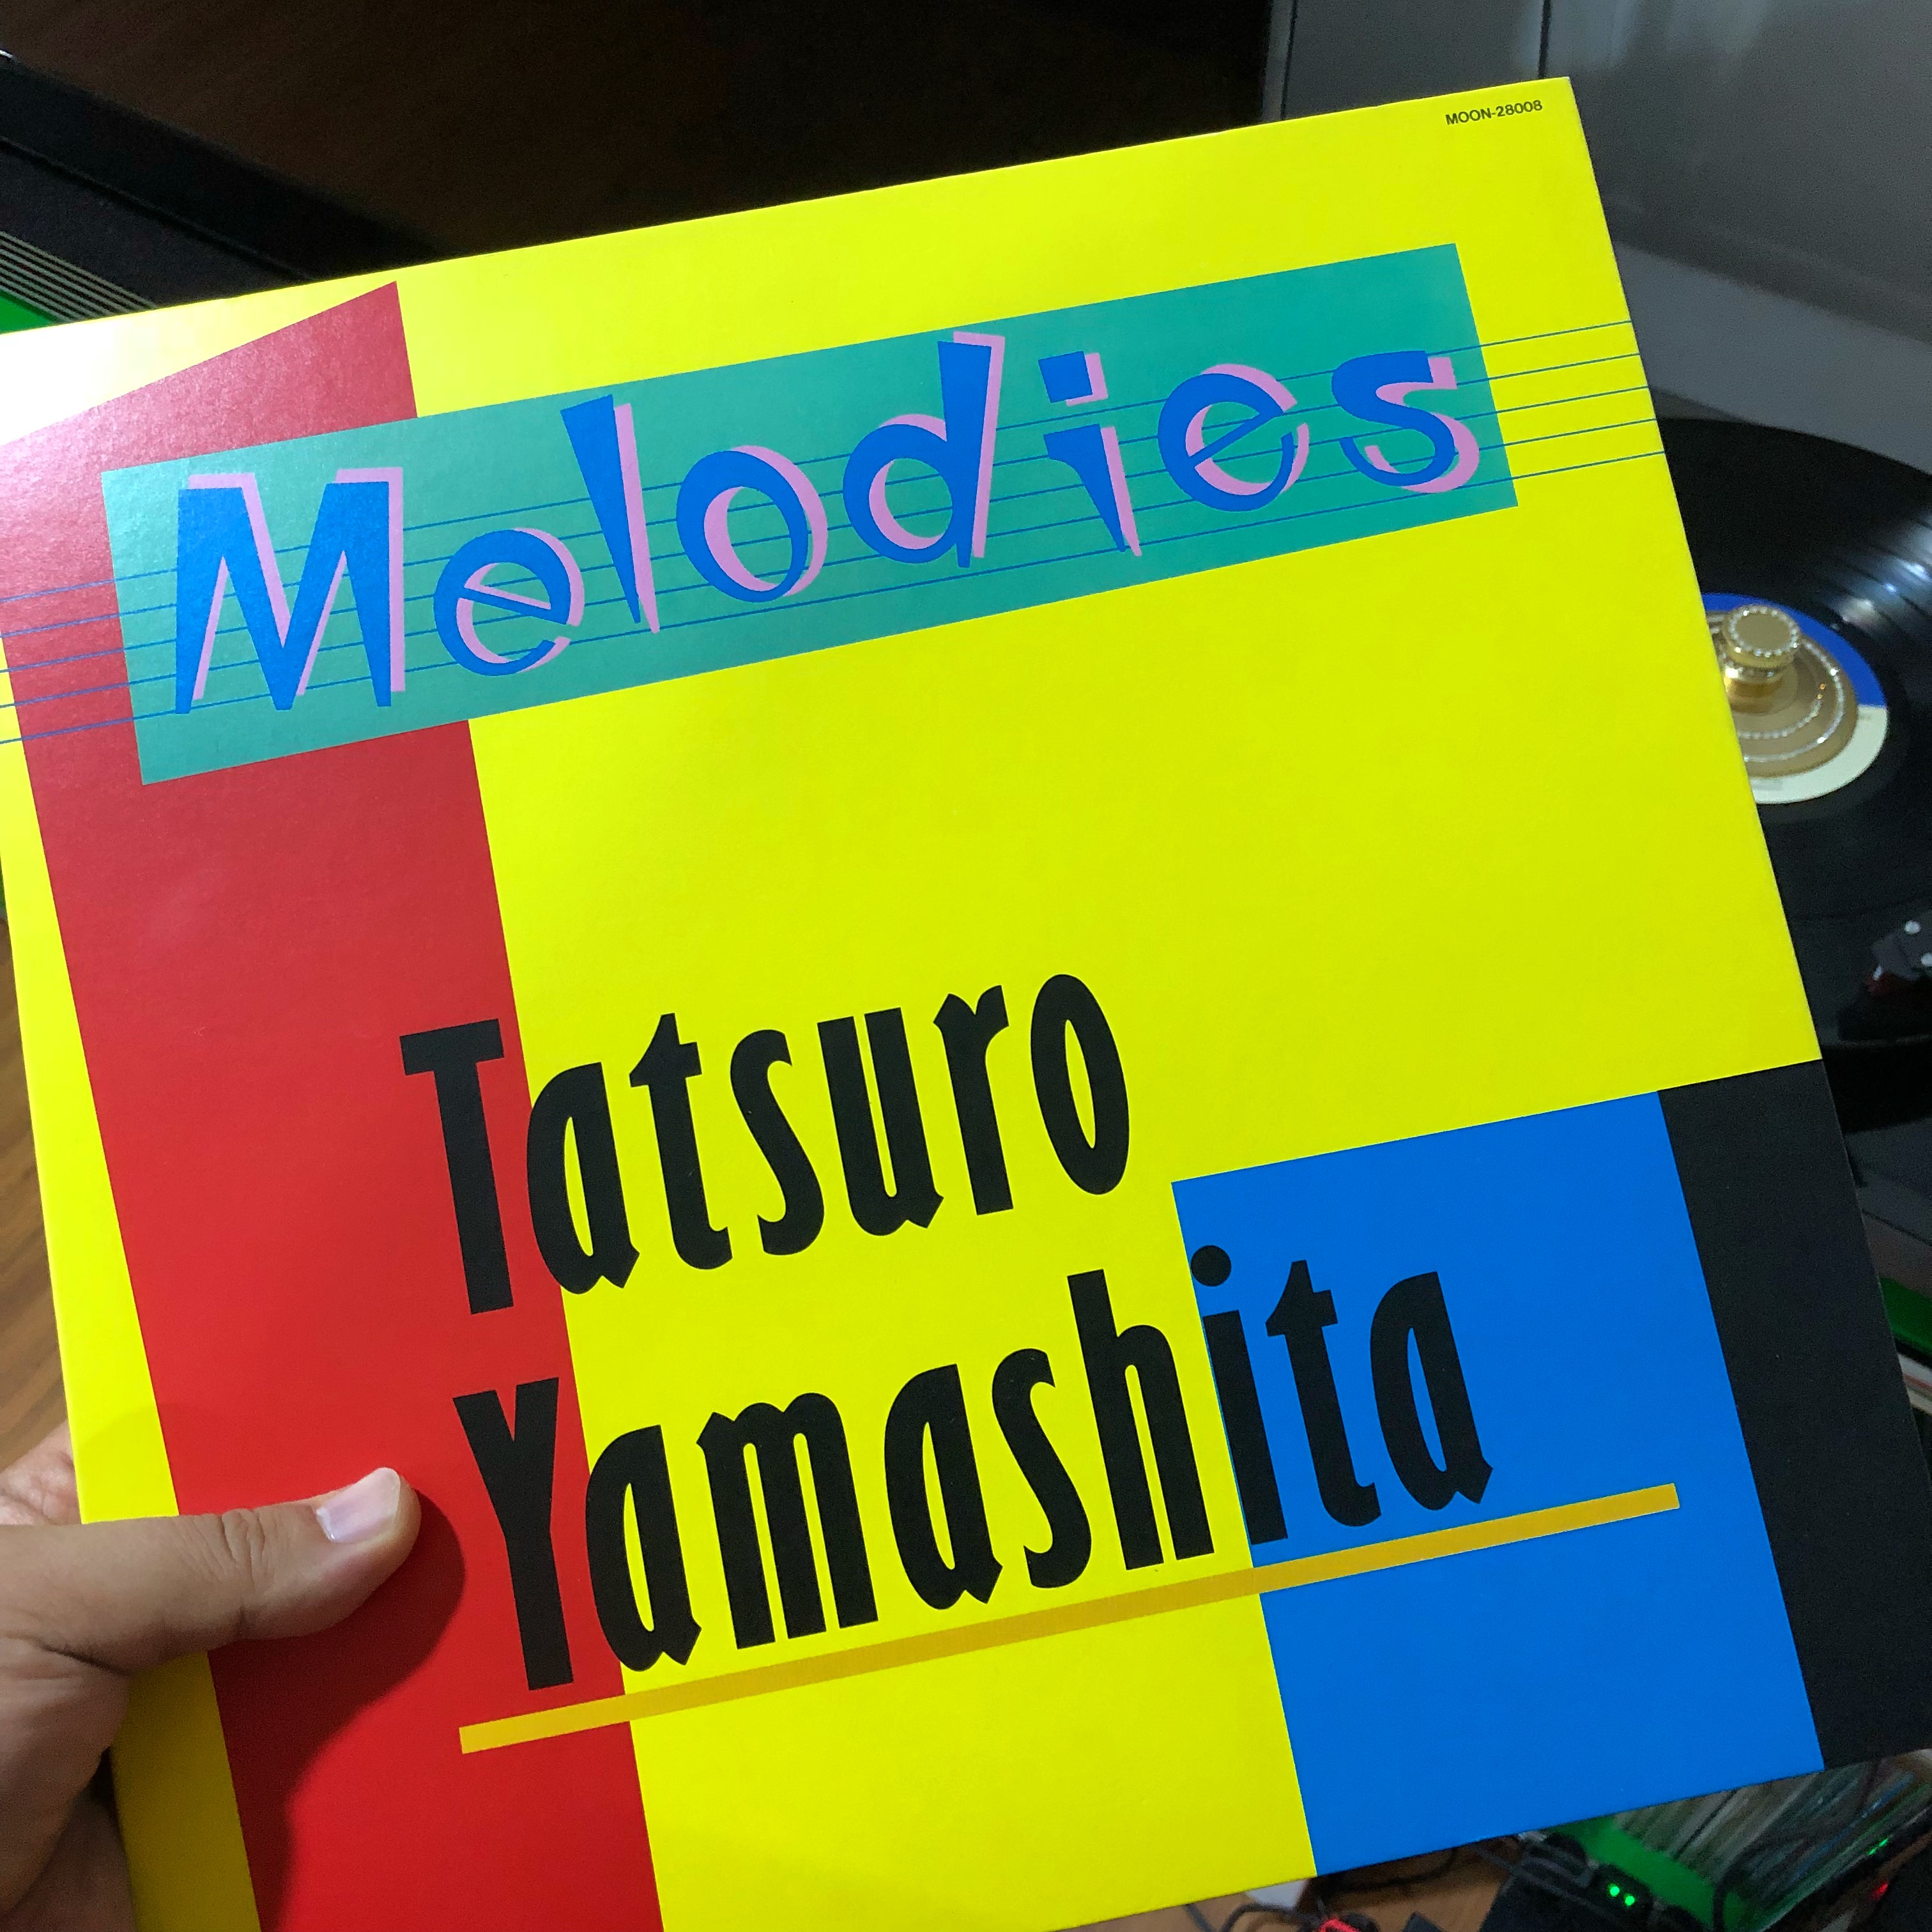 MOON-28008
Melodies
Tatsuro
Yamashita